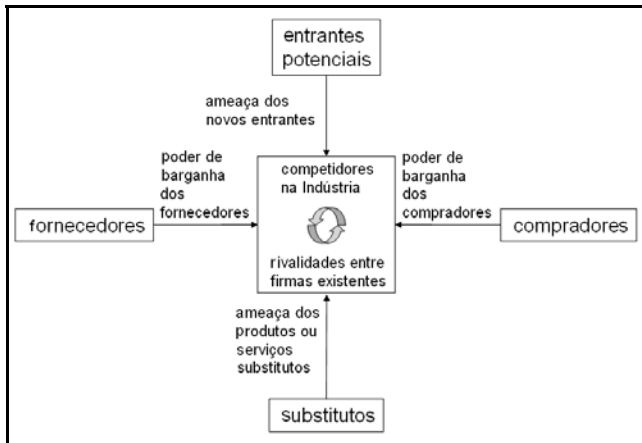 entrantes
potenciais
ameaça dos
novos entrantes
poder de
barganha
dos
fornecedores
fornecedores
competidores
na Indústria
rivalidades entre
firmas existentes
poder de
barganha
dos
compradores
compradores
ameaça dos
produtos ou
serviços
substitutos
substitutos